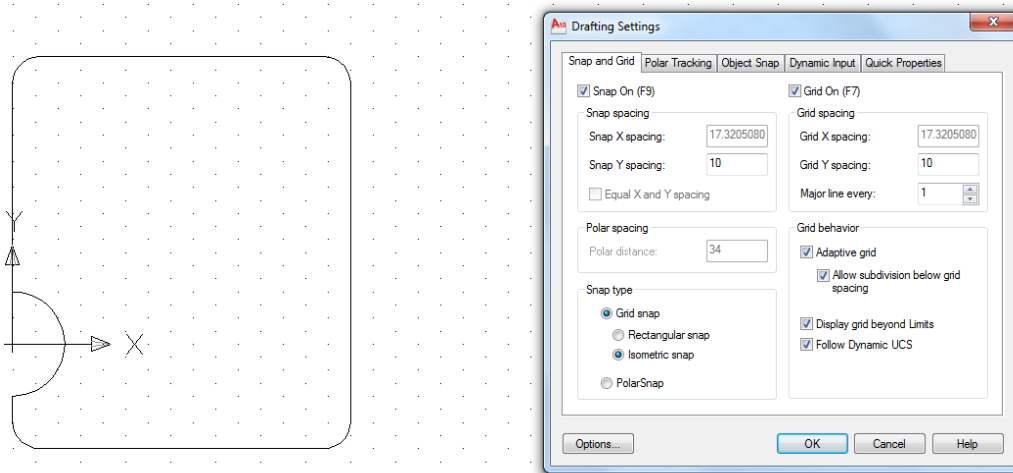 Y
X
A10 Drafting Settings
Snap and Grid Polar Tracking Object Snap Dynamic Input Quick Properties
Snap On (F9)
Snap spacing
Snap X spacing: 17.3205080
Snap Y spacing: 10
Equal X and Y spacing
Polar spacing
Polar distance: 34
Snap type
Grid snap
Rectangular snap
Isometric snap
PolarSnap
Grid On (F7)
Grid spacing
Grid X spacing: 17.3205080
Grid Y spacing: 10
Major line every: 1
Grid behavior
Adaptive grid
Allow subdivision below grid
spacing
Display grid beyond Limits
Follow Dynamic UCS
Options... OK Cancel Help